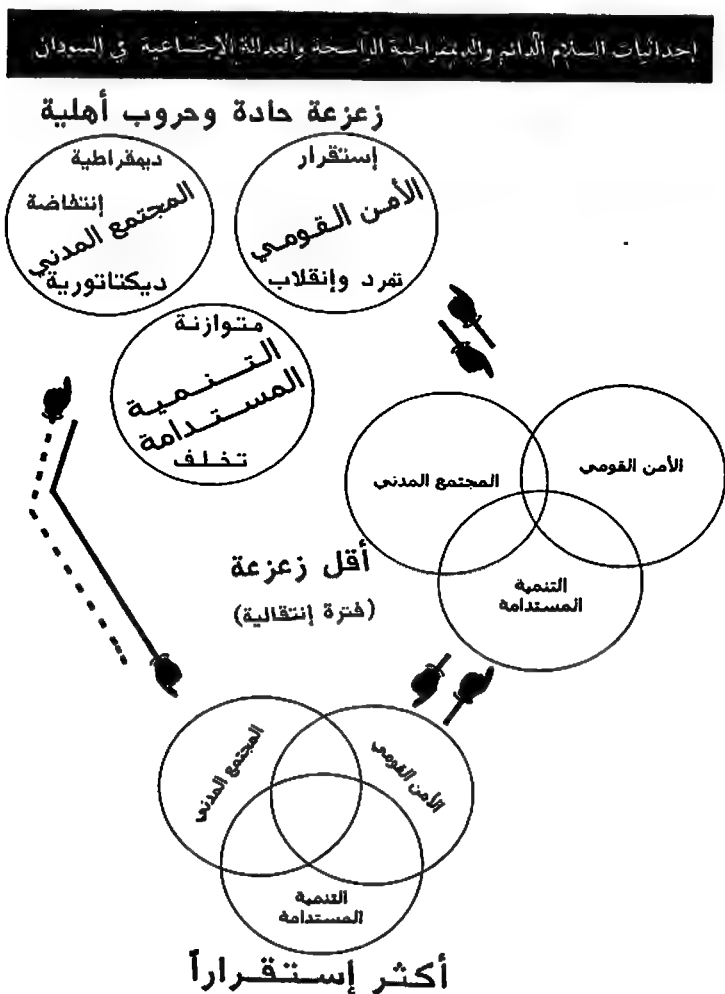 إحداثيات السلام الدائم والديمقراطية الراسخة والعدالة الإجتماعية في السودان
زعزعة حادة وحروب أهلية
إستقرار
الأمن القومي
تمرد وإنقلاب
ديمقراطية
إنتفاضة
المجتمع المدني
ديكتاتورية
متوازنة
التنمية
المستدامة
تخلف
الأمن القومي
المجتمع المدني
التنمية
المستدامة
أقل زعزعة
(فترة إنتقالية)
الأمن القومي
المجتمع المدني
التنمية
المستدامة
أكثر إستقراراً